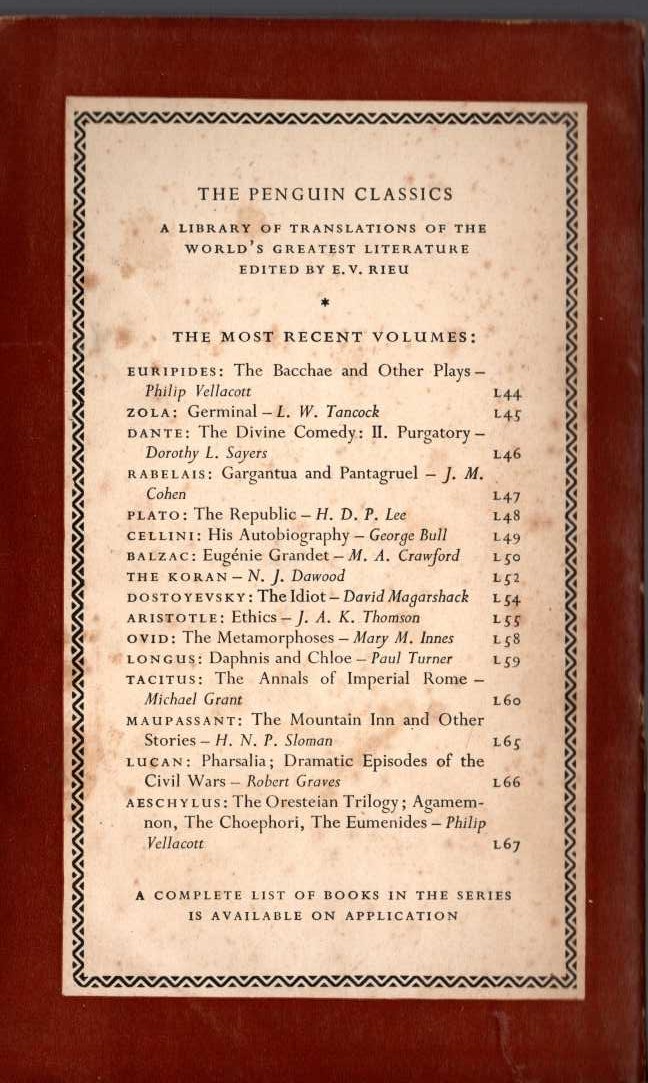 THE PENGUIN CLASSICS
A LIBRARY OF TRANSLATIONS OF THE
WORLD'S GREATEST LITERATURE
EDITED BY E.V. RIEU
*
THE MOST RECENT VOLUMES:
EURIPIDES: The Bacchae and Other Plays –
Philip Vellacott L44
ZOLA: Germinal – L. W. Tancock L45
DANTE: The Divine Comedy: II. Purgatory –
Dorothy L. Sayers L46
RABELAIS: Gargantua and Pantagruel – J. M.
Cohen L47
PLATO: The Republic – H. D. P. Lee L48
CELLINI: His Autobiography – George Bull L49
BALZAC: Eugénie Grandet – M. A. Crawford L50
THE KORAN – N. J. Dawood L52
DOSTOYEVSKY: The Idiot – David Magarshack L54
ARISTOTLE: Ethics – J. A. K. Thomson L55
OVID: The Metamorphoses – Mary M. Innes L58
LONGUS: Daphnis and Chloe – Paul Turner L59
TACITUS: The Annals of Imperial Rome –
Michael Grant L60
MAUPASSANT: The Mountain Inn and Other
Stories – H. N. P. Sloman L65
LUCAN: Pharsalia; Dramatic Episodes of the
Civil Wars – Robert Graves L66
AESCHYLUS: The Oresteian Trilogy; Agamem-
non, The Choephori, The Eumenides – Philip
Vellacott L67
A COMPLETE LIST OF BOOKS IN THE SERIES
IS AVAILABLE ON APPLICATION